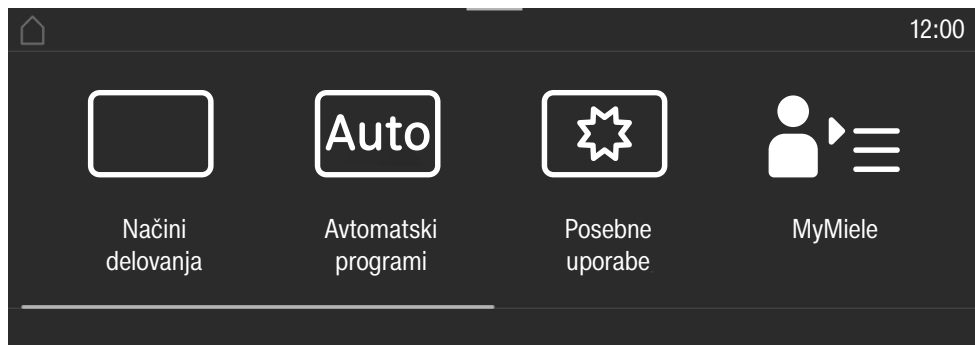 12:00
Auto
Načini
delovanja
Avtomatski
programi
Posebne
uporabe
MyMiele